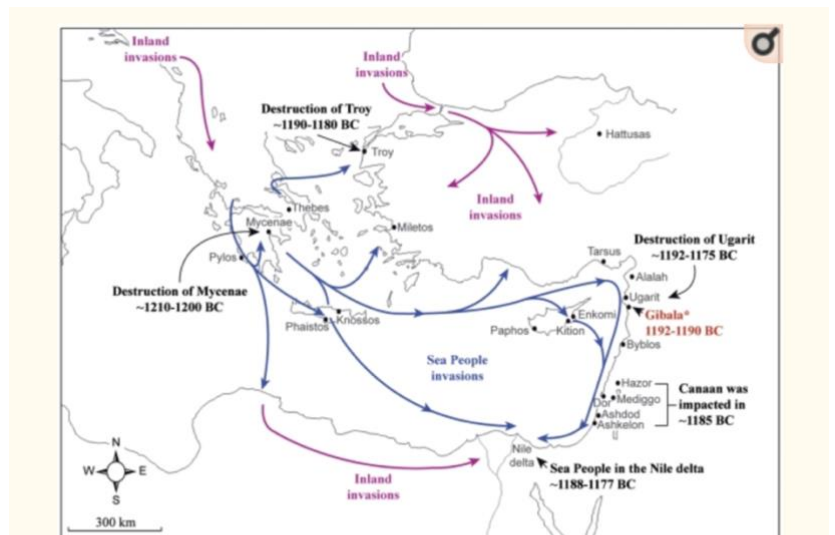 Inland
invasions
Inland
invasions
Destruction of Troy
~1190-1180 BC
Troy
Hattusas
Inland
invasions
Thebes
Mycenae
Miletos
Pylos
Destruction of Mycenae
~1210-1200 BC
Phaistos
Knossos
Tarsus
Destruction of Ugarit
~1192-1175 BC
Alalah
Ugarit
Gibala*
1192-1190 BC
Enkomi
Paphos
Kition
Byblos
Sea People
invasions
Hazor
Dor
Mediggo
Ashdod
Ashkelon
Canaan was
impacted in
~1185 BC
Nile
delta
Sea People in the Nile delta
~1188-1177 BC
Inland
invasions
N
W
E
S
300 km